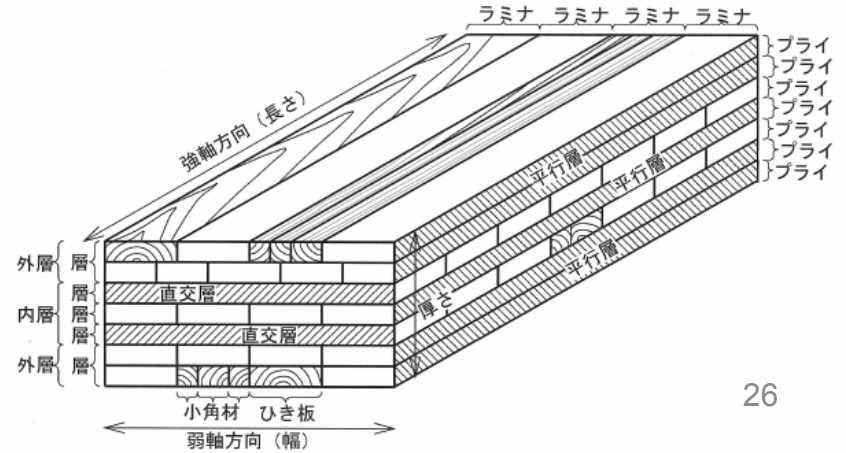 ラミナ ラミナ ラミナ ラミナ
プライ
プライ
プライ
プライ
プライ
プライ
プライ
強軸方向（長さ）
平行層
平行層
平行層
厚さ
外層 層
内層 層
層
層
外層 層
直交層
直交層
小角材 ひき板
弱軸方向（幅）
26